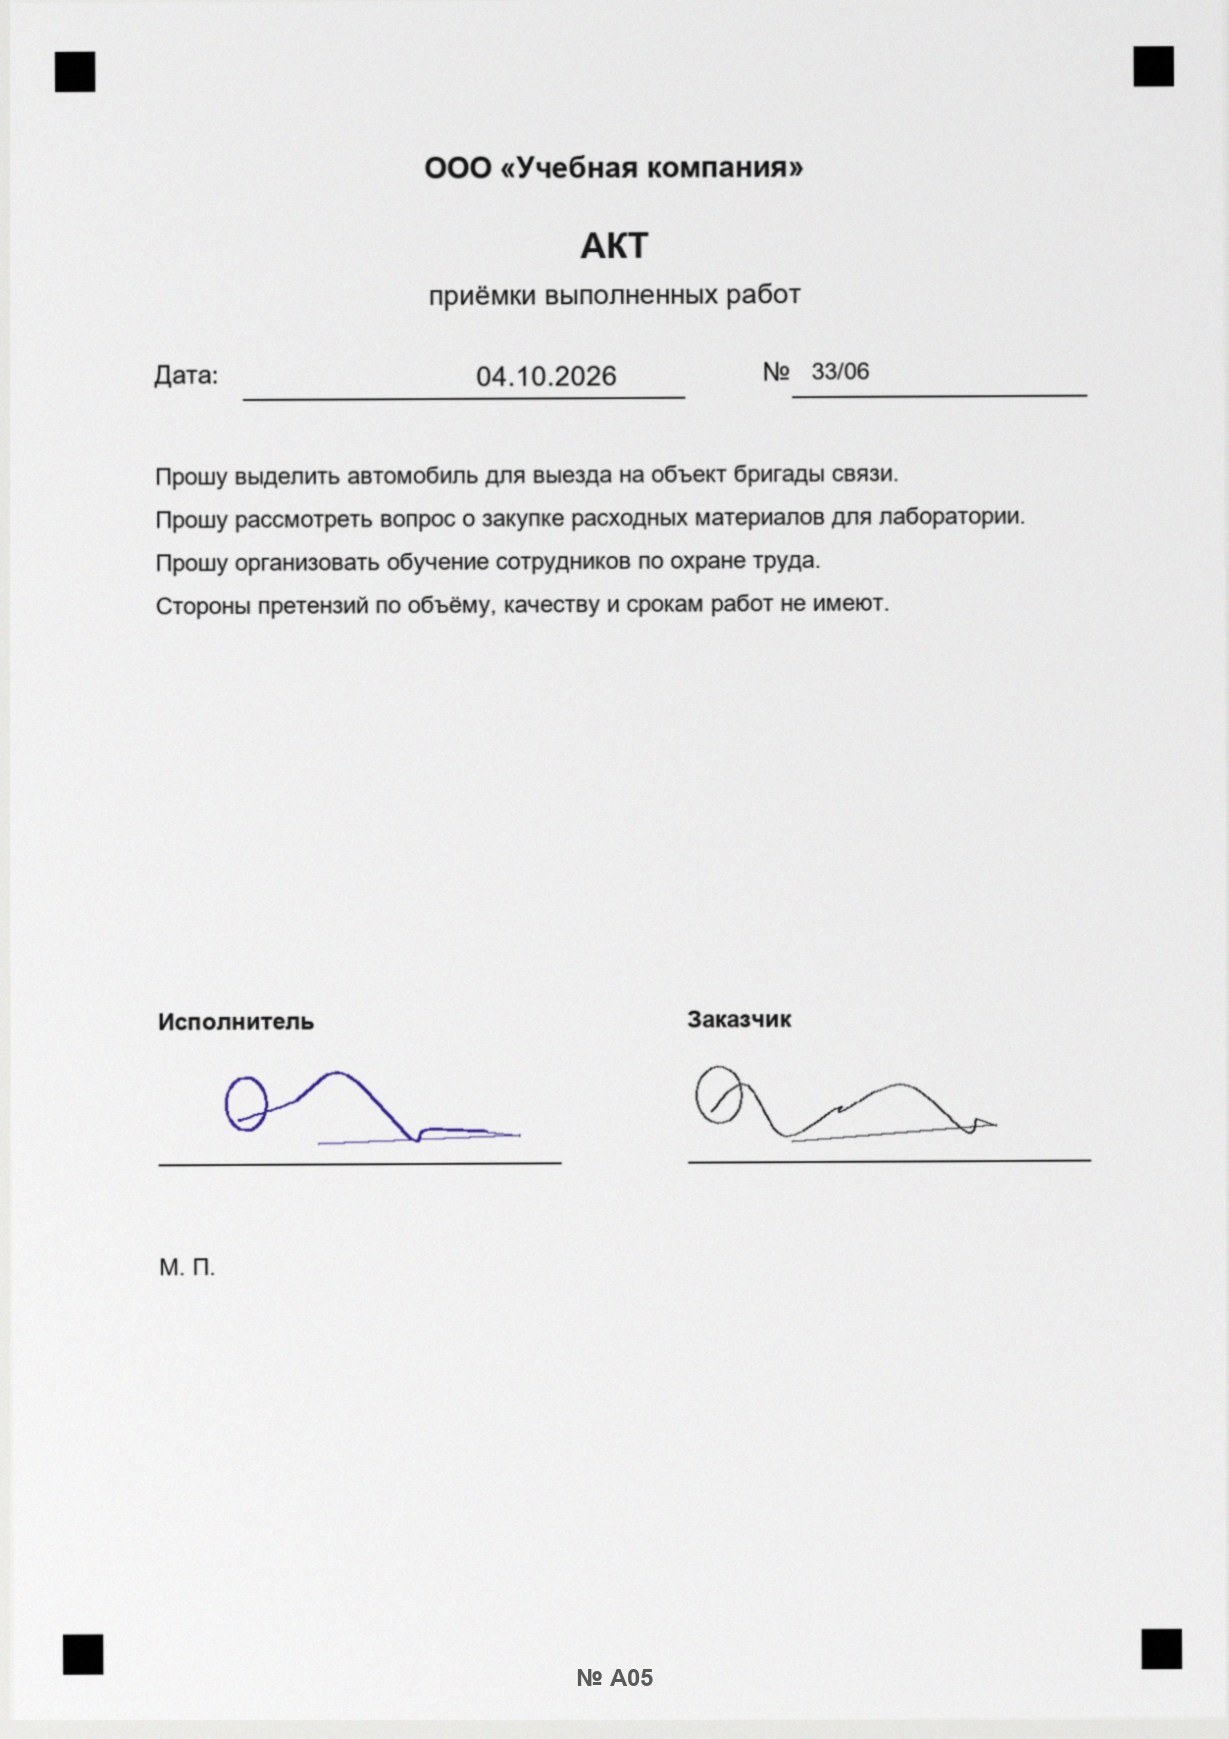 ООО «Учебная компания»
АКТ
приёмки выполненных работ
Дата: 04.10.2026 № 33/06
Прошу выделить автомобиль для выезда на объект бригады связи.
Прошу рассмотреть вопрос о закупке расходных материалов для лаборатории.
Прошу организовать обучение сотрудников по охране труда.
Стороны претензий по объёму, качеству и срокам работ не имеют.
Исполнитель Заказчик
М. П.
№ А05